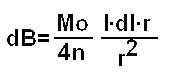 dB= Mo/4n I·dl·r/r²